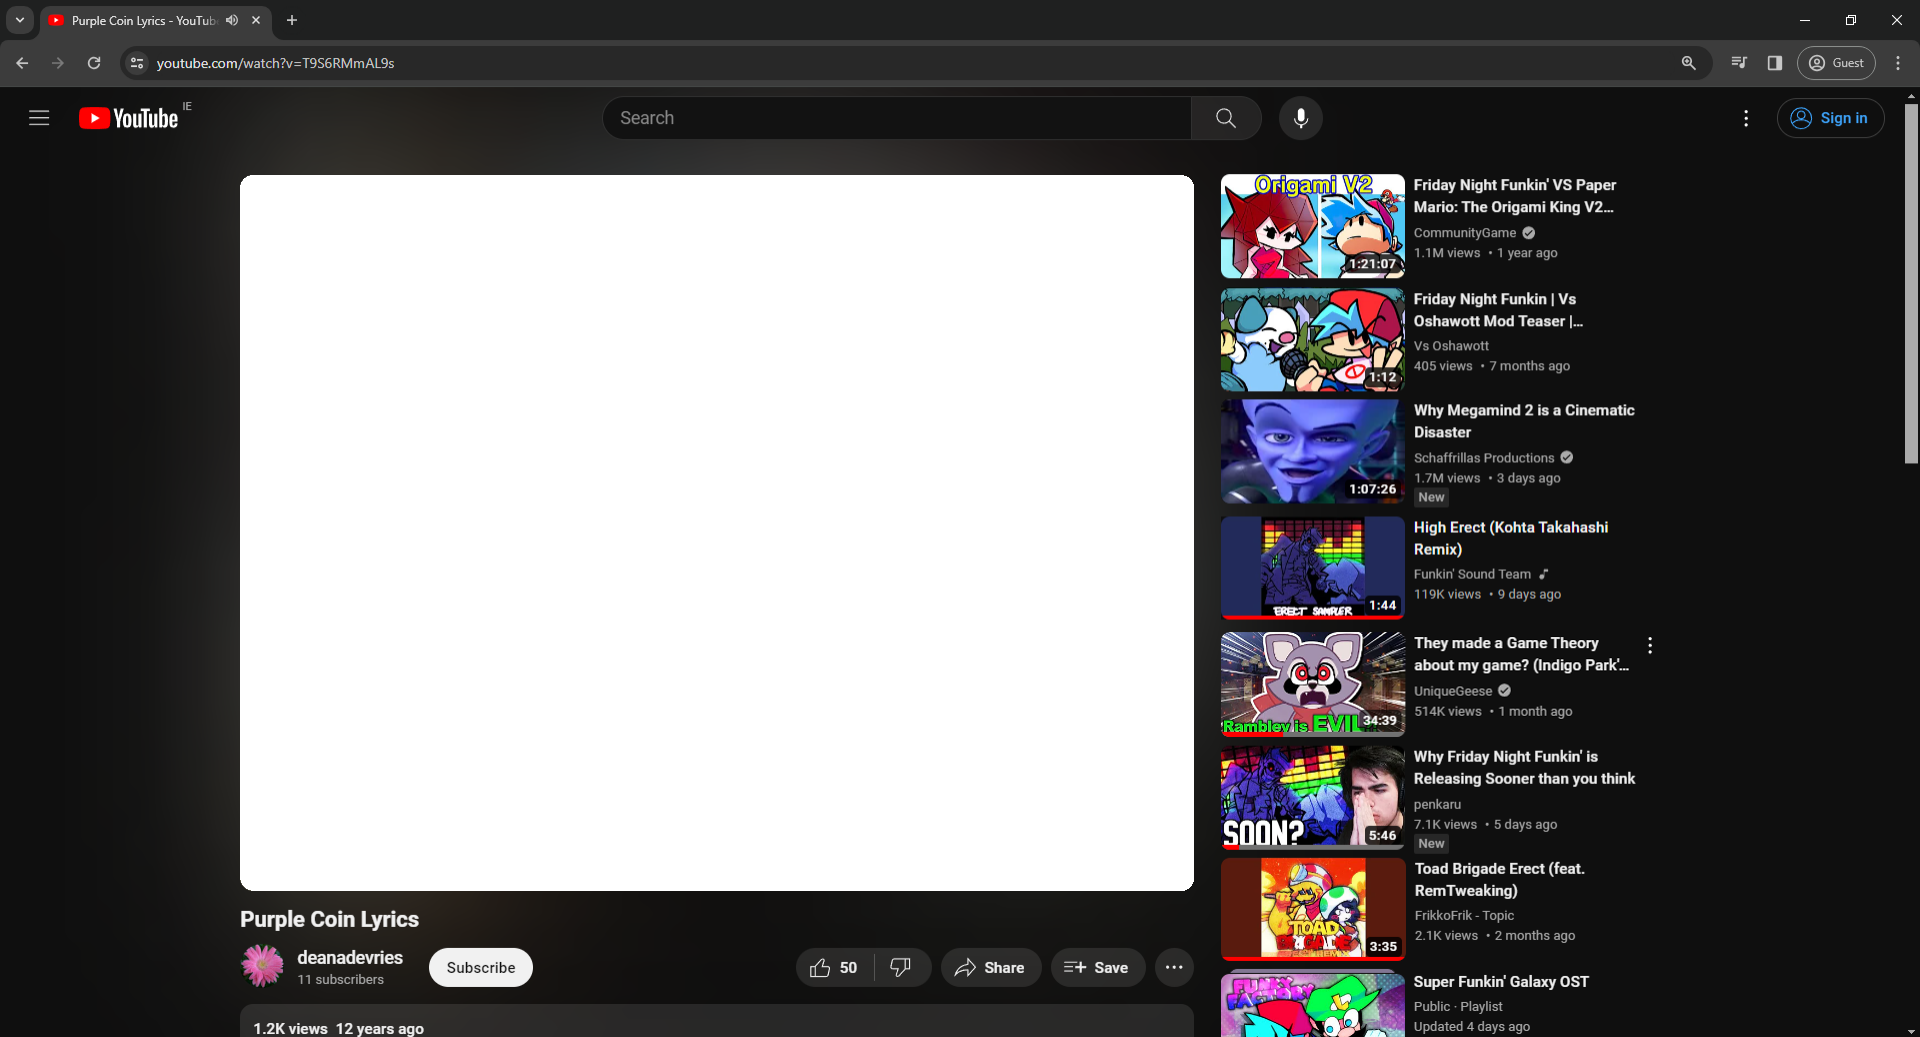 Purple Coin Lyrics - YouTub
youtube.com/watch?v=T9S6RMmAL9s
Guest
YouTube IE
Search
Sign in
Origami V2
1:21:07
Friday Night Funkin' VS Paper
Mario: The Origami King V2...
CommunityGame
1.1M views • 1 year ago
1:12
Friday Night Funkin | Vs
Oshawott Mod Teaser |...
Vs Oshawott
405 views • 7 months ago
1:07:26
Why Megamind 2 is a Cinematic
Disaster
Schaffrillas Productions
1.7M views • 3 days ago
New
ERECT SAMPLER
1:44
High Erect (Kohta Takahashi
Remix)
Funkin' Sound Team
119K views • 9 days ago
Rambley is EVIL
34:39
They made a Game Theory
about my game? (Indigo Park'...
UniqueGeese
514K views • 1 month ago
SOON?
5:46
Why Friday Night Funkin' is
Releasing Sooner than you think
penkaru
7.1K views • 5 days ago
New
TOAD
BRIGADE
3:35
Toad Brigade Erect (feat.
RemTweaking)
FrikkoFrik - Topic
2.1K views • 2 months ago
FUNKY
FACTORY
Super Funkin' Galaxy OST
Public · Playlist
Updated 4 days ago
Purple Coin Lyrics
deanadevries
11 subscribers
Subscribe
50
Share
Save
1.2K views 12 years ago